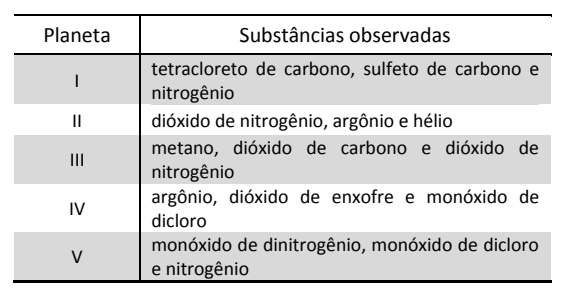 Planeta Substâncias observadas
I tetracloreto de carbono, sulfeto de carbono e
nitrogênio
II dióxido de nitrogênio, argônio e hélio
III metano, dióxido de carbono e dióxido de
nitrogênio
IV argônio, dióxido de enxofre e monóxido de
dicloro
V monóxido de dinitrogênio, monóxido de dicloro
e nitrogênio